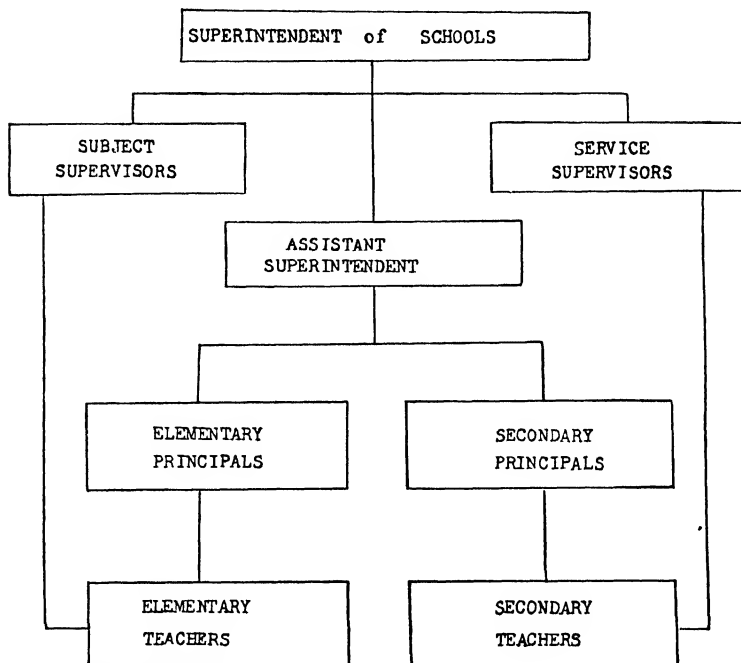 SUPERINTENDENT of SCHOOLS
SUBJECT
SUPERVISORS
SERVICE
SUPERVISORS
ASSISTANT
SUPERINTENDENT
ELEMENTARY
PRINCIPALS
SECONDARY
PRINCIPALS
ELEMENTARY
TEACHERS
SECONDARY
TEACHERS